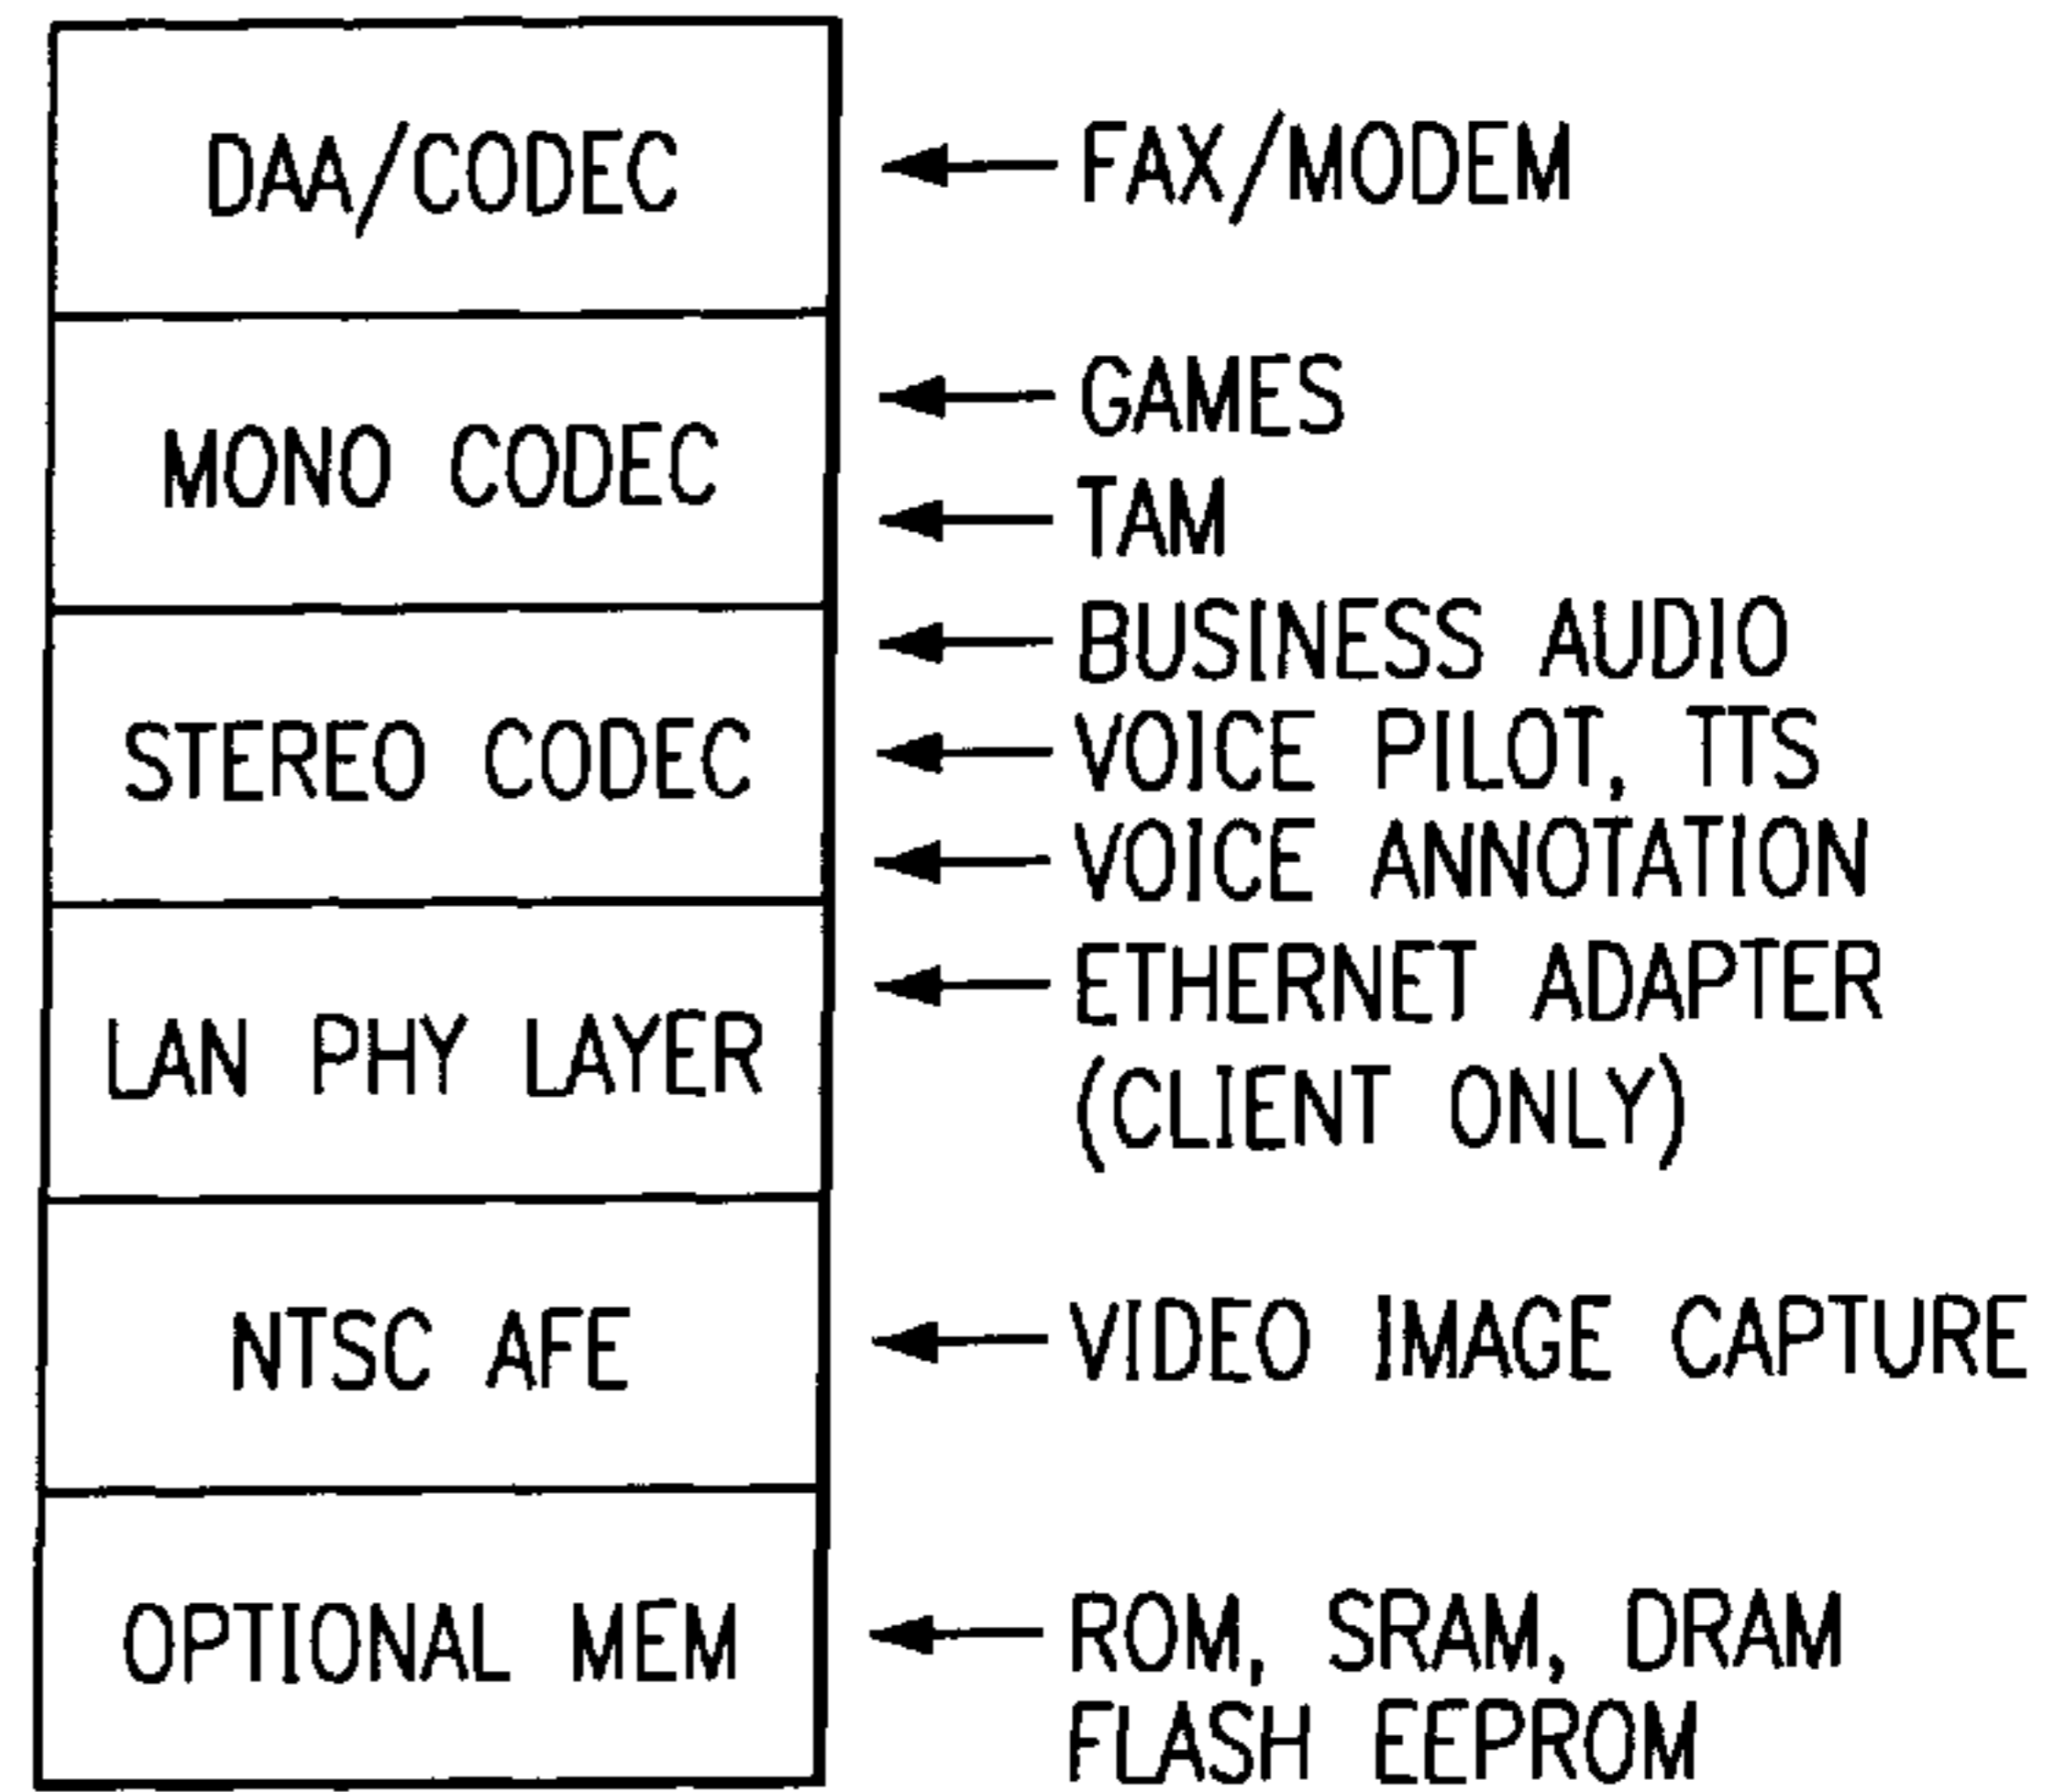 DAA/CODEC
FAX/MODEM
MONO CODEC
GAMES
TAM
STEREO CODEC
BUSINESS AUDIO
VOICE PILOT, TTS
VOICE ANNOTATION
LAN PHY LAYER
ETHERNET ADAPTER
(CLIENT ONLY)
NTSC AFE
VIDEO IMAGE CAPTURE
OPTIONAL MEM
ROM, SRAM, DRAM
FLASH EEPROM